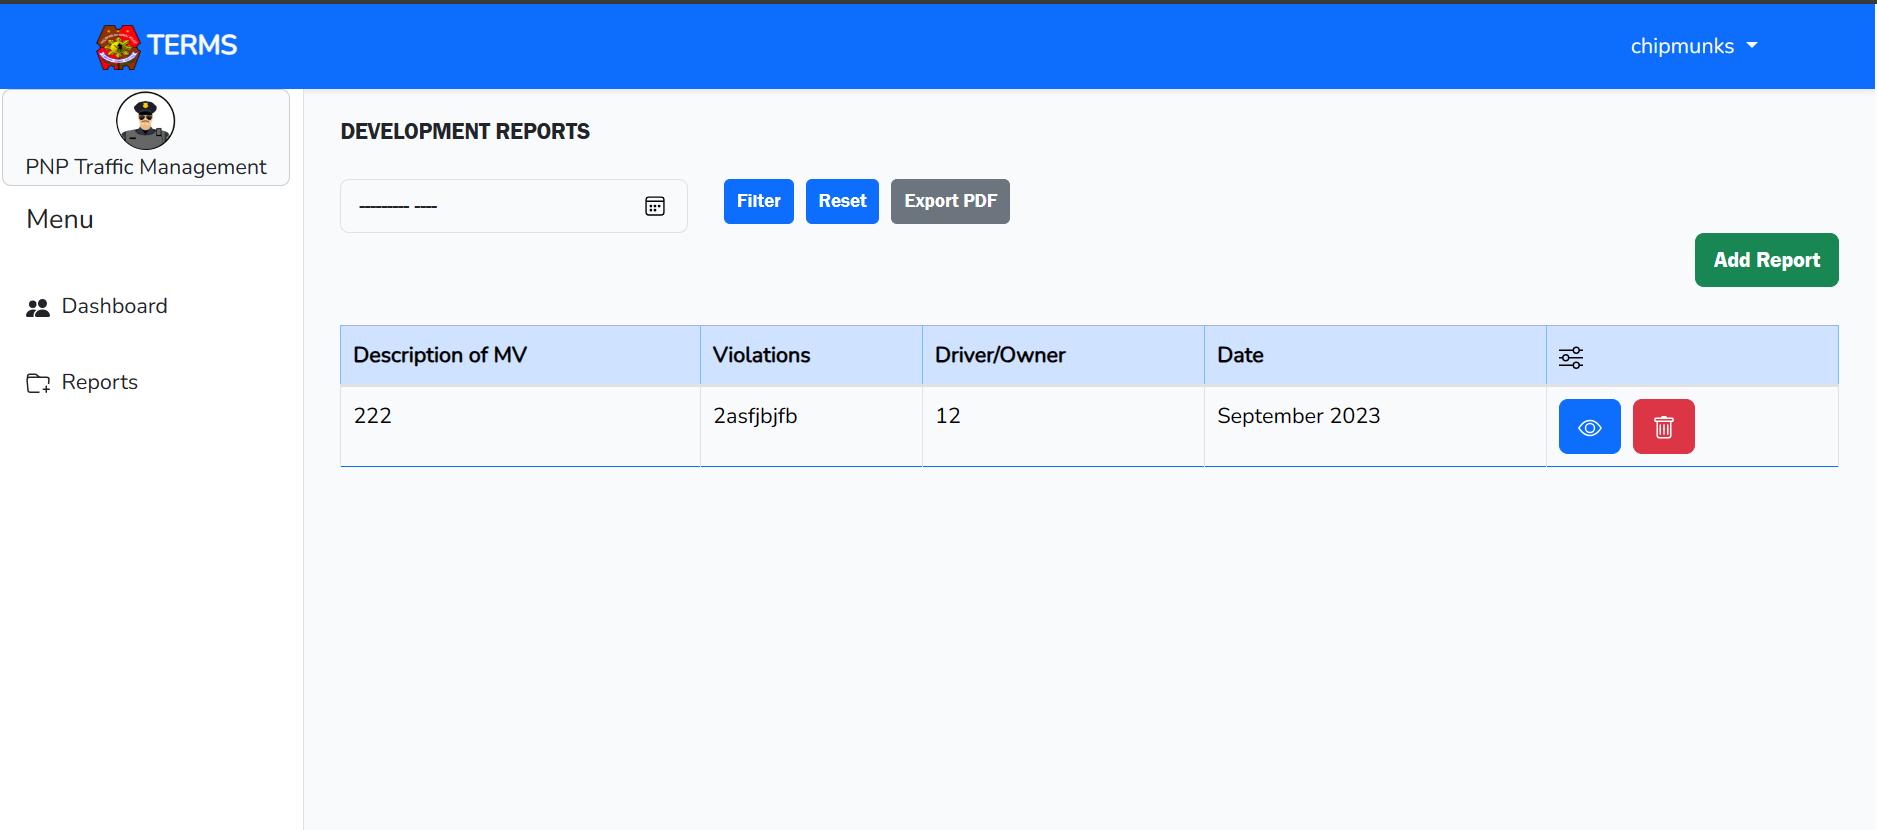 TERMS
chipmunks
PNP Traffic Management
Menu
Dashboard
Reports
DEVELOPMENT REPORTS
--------- ----
Filter
Reset
Export PDF
Add Report
Description of MV Violations Driver/Owner Date
222 2asfjbjfb 12 September 2023